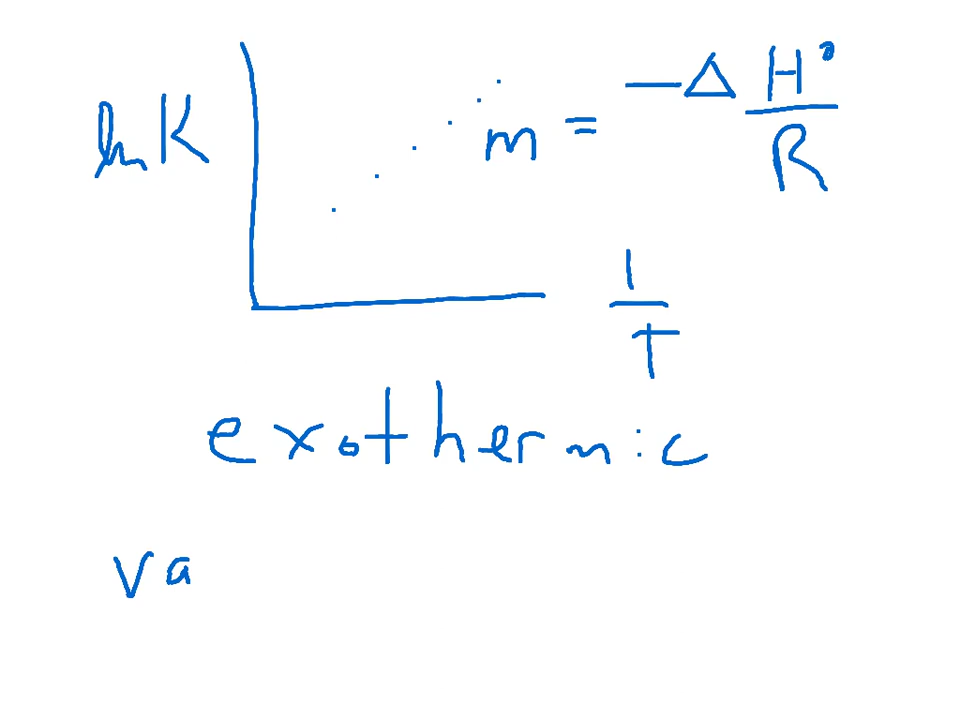 ln K
m = -ΔH°/R
1/T
exothermic
va